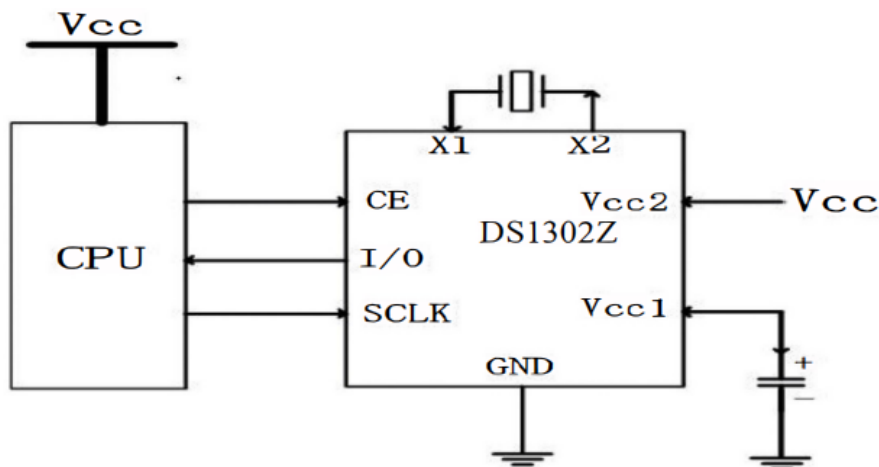 Vcc
X1 X2
CE
Vcc2
Vcc
DS1302Z
CPU
I/O
SCLK
Vcc1
GND
+
−